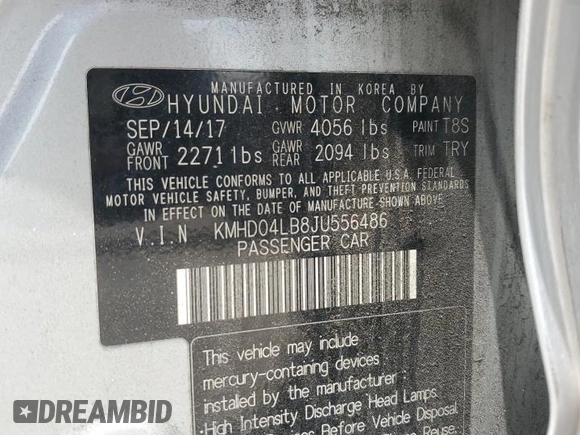 MANUFACTURED IN KOREA BY
HYUNDAI MOTOR COMPANY
SEP/14/17 GVWR 4056 lbs PAINT T8S
GAWR FRONT 2271 lbs GAWR REAR 2094 lbs TRIM TRY
THIS VEHICLE CONFORMS TO ALL APPLICABLE U.S.A. FEDERAL
MOTOR VEHICLE SAFETY, BUMPER, AND THEFT PREVENTION STANDARDS
IN EFFECT ON THE DATE OF MANUFACTURE SHOWN ABOVE.
V.I.N KMHD04LB8JU556486
PASSENGER CAR
This vehicle may include
mercury-containing devices
installed by the manufacturer :
· High Intensity Discharge Head Lamps.
Devices Before Vehicle Disposal
Reuse.
DREAMBID